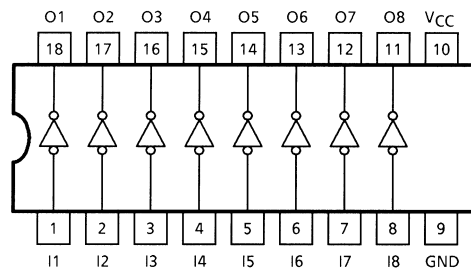 O1 O2 O3 O4 O5 O6 O7 O8 VCC
18 17 16 15 14 13 12 11 10
1 2 3 4 5 6 7 8 9
I1 I2 I3 I4 I5 I6 I7 I8 GND